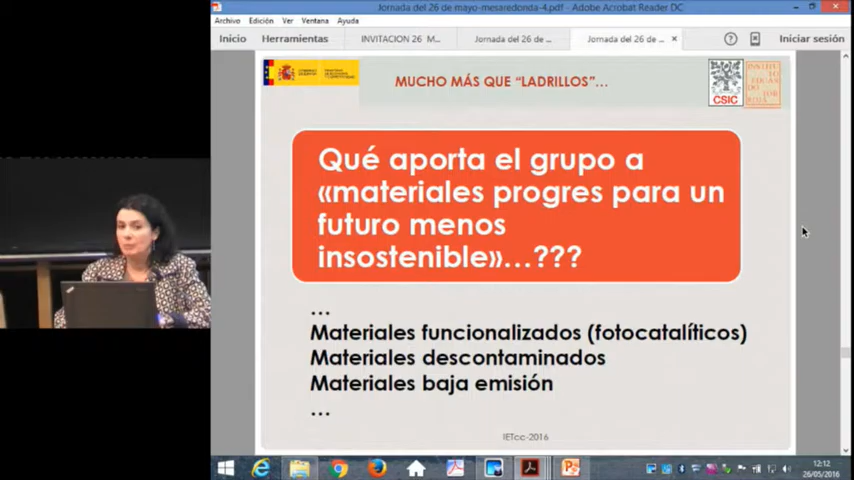 Jornada del 26 de mayo-mesaredonda-4.pdf - Adobe Acrobat Reader DC
Archivo Edición Ver Ventana Ayuda
Inicio Herramientas INVITACION 26 M... Jornada del 26 de ... Jornada del 26 de ... Iniciar sesión
MUCHO MÁS QUE “LADRILLOS”...
CSIC
Qué aporta el grupo a
«materiales progres para un
futuro menos
insostenible»...???
...
Materiales funcionalizados (fotocatalíticos)
Materiales descontaminados
Materiales baja emisión
...
IETcc-2016
12:12
26/05/2016